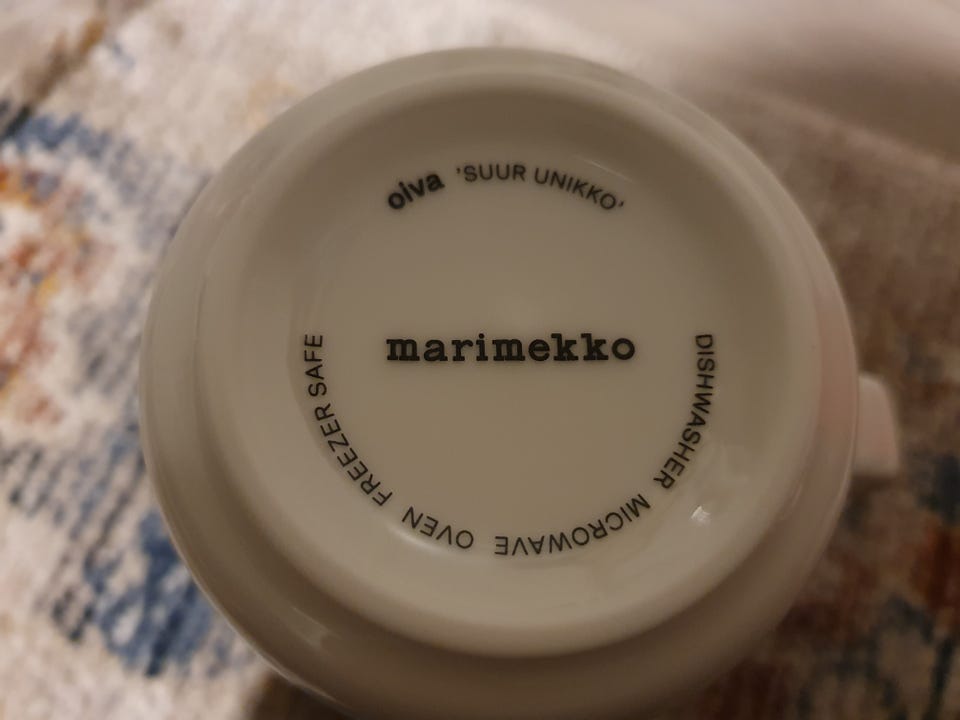 oiva 'SUUR UNIKKO'
marimekko
DISHWASHER MICROWAVE OVEN FREEZER SAFE